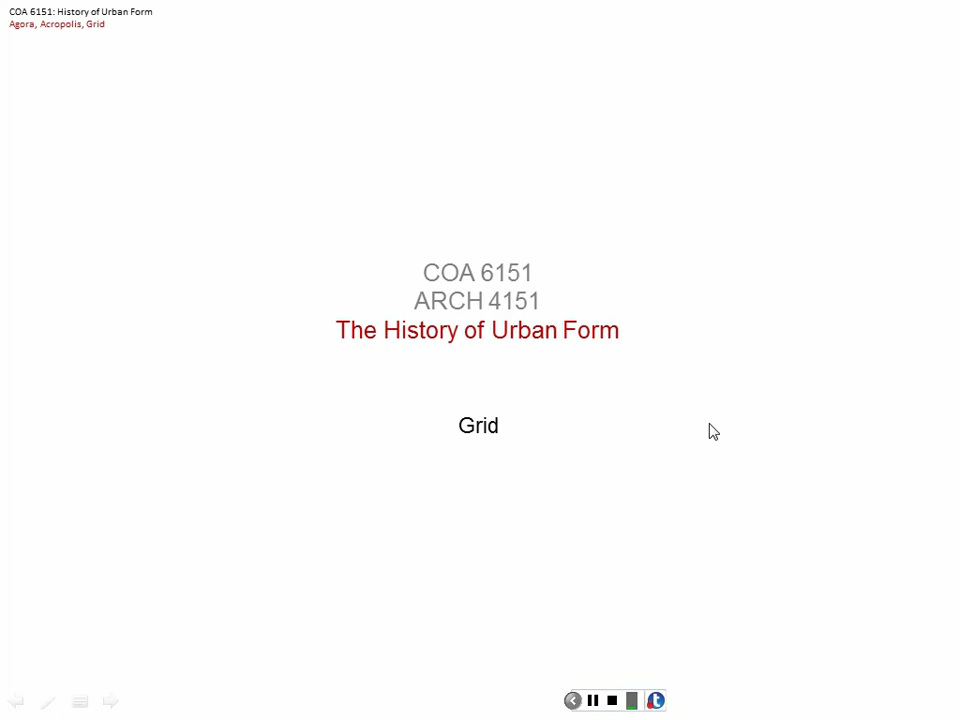 COA 6151: History of Urban Form
Agora, Acropolis, Grid
COA 6151
ARCH 4151
The History of Urban Form
Grid